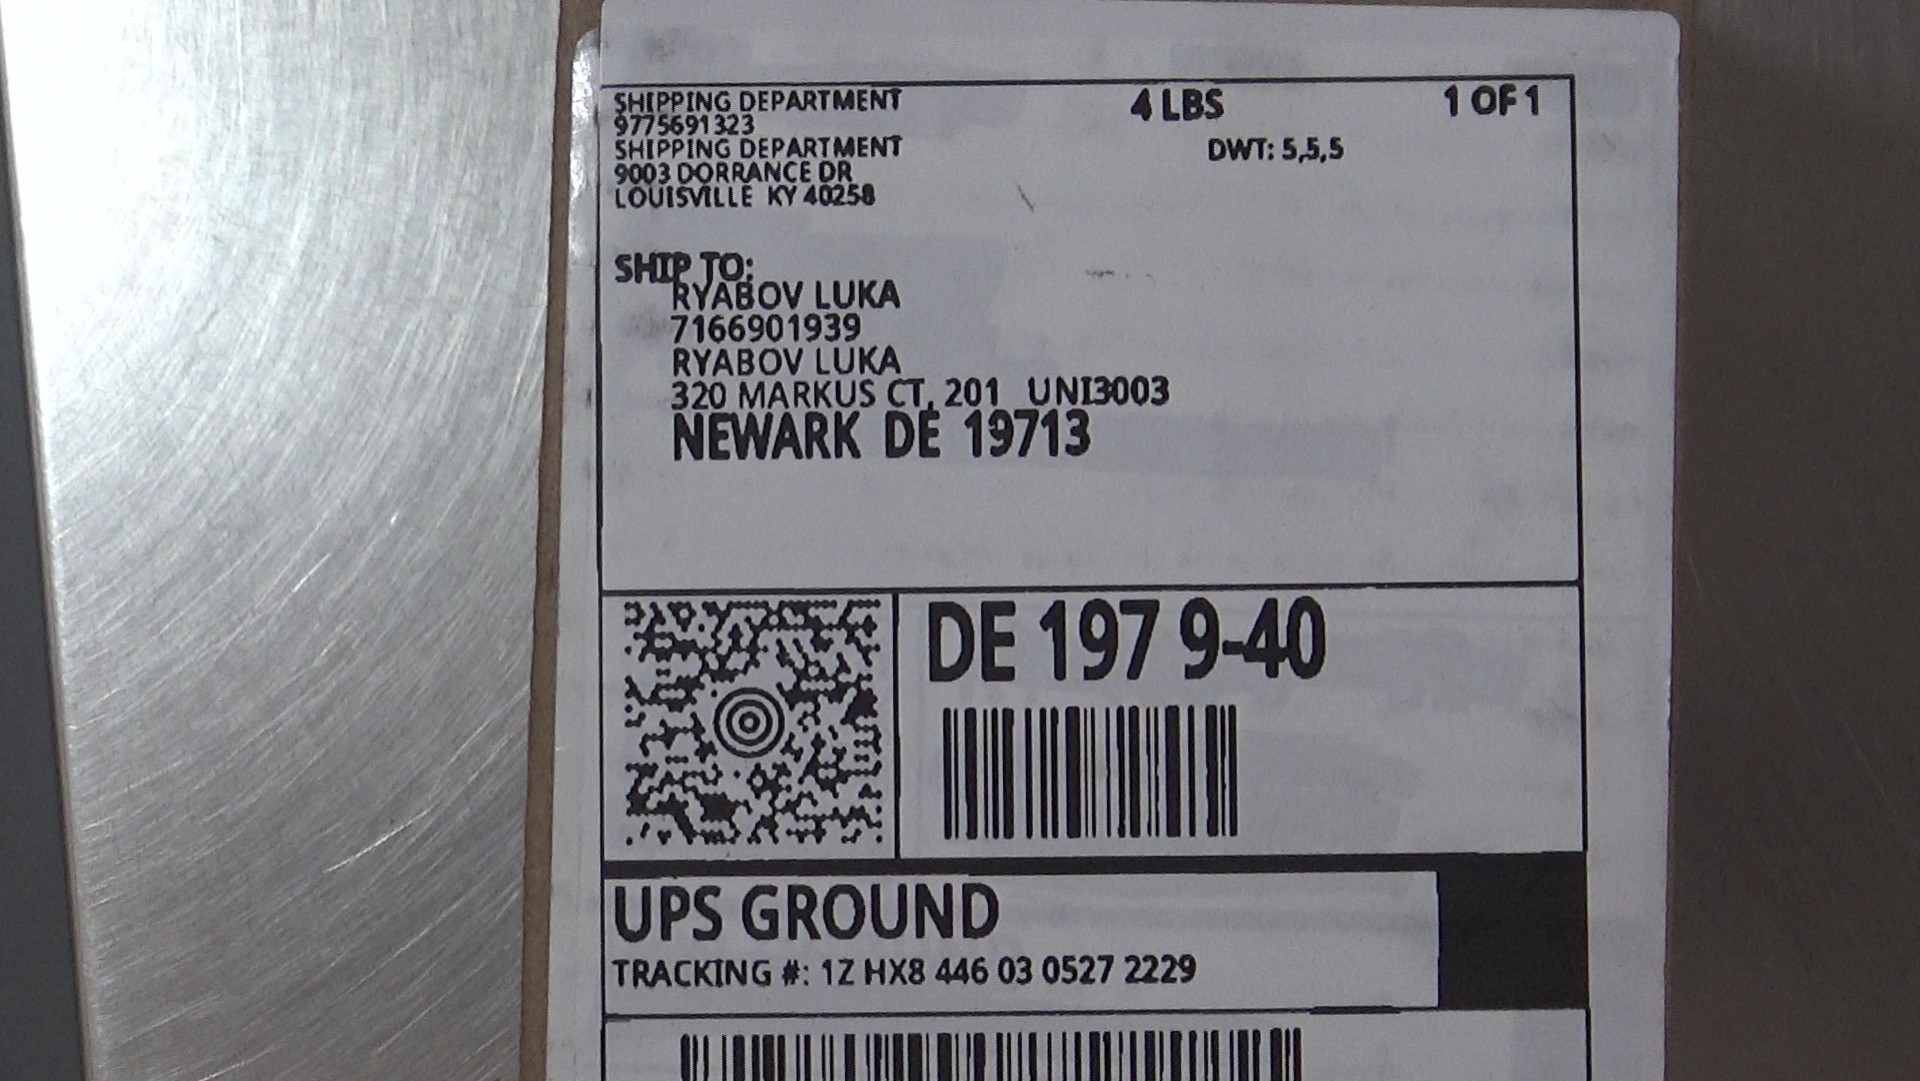 SHIPPING DEPARTMENT
9775691323
SHIPPING DEPARTMENT
9003 DORRANCE DR
LOUISVILLE KY 40258
4 LBS
1 OF 1
DWT: 5,5,5
SHIP TO:
RYABOV LUKA
7166901939
RYABOV LUKA
320 MARKUS CT, 201 UNI3003
NEWARK DE 19713
DE 197 9-40
UPS GROUND
TRACKING #: 1Z HX8 446 03 0527 2229